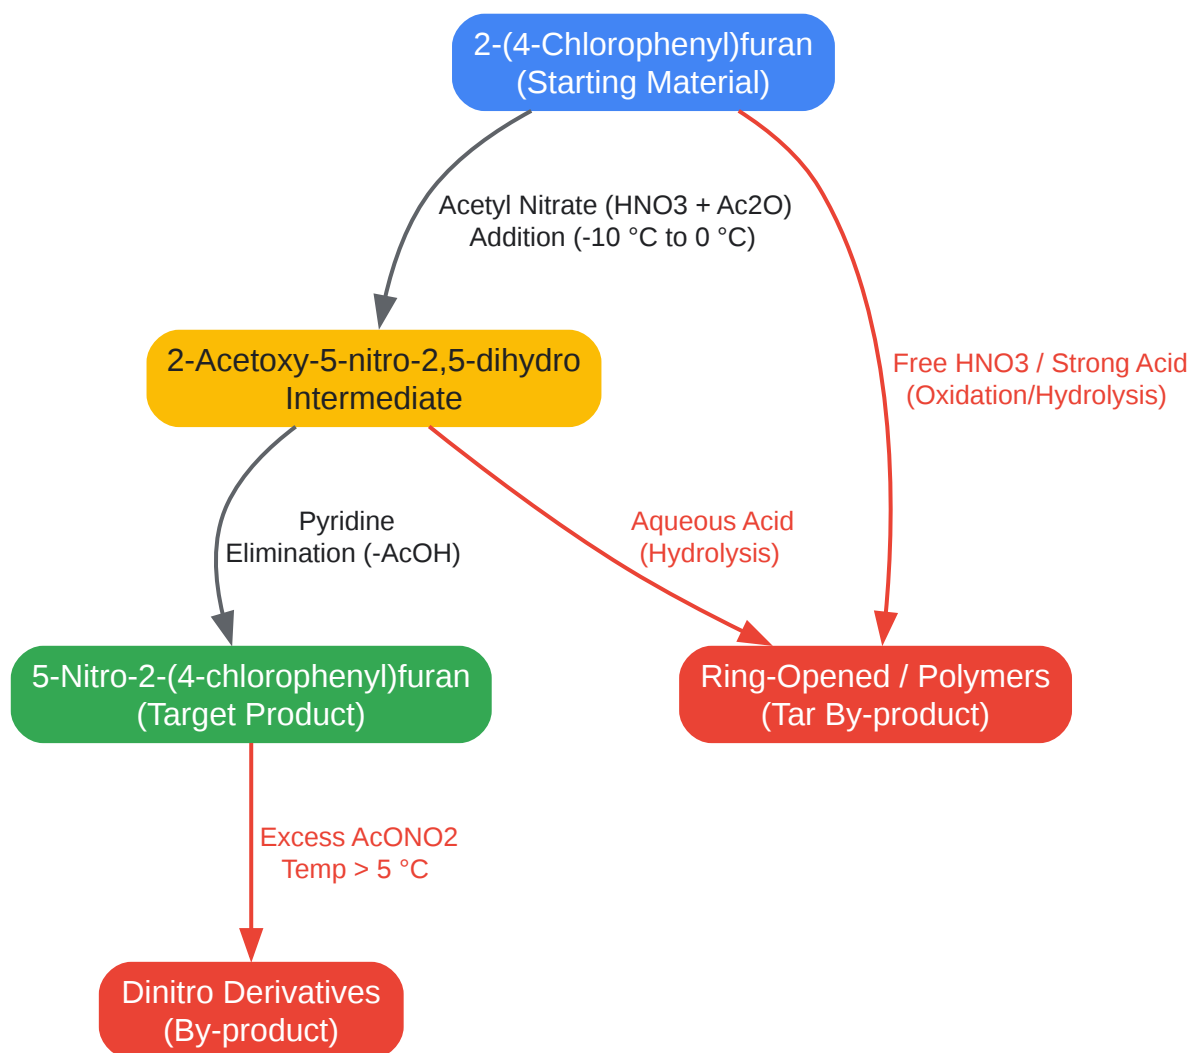 2-(4-Chlorophenyl)furan
(Starting Material)
Acetyl Nitrate (HNO3 + Ac2O)
Addition (-10 °C to 0 °C)
2-Acetoxy-5-nitro-2,5-dihydro
Intermediate
Free HNO3 / Strong Acid
(Oxidation/Hydrolysis)
Pyridine
Elimination (-AcOH)
Aqueous Acid
(Hydrolysis)
5-Nitro-2-(4-chlorophenyl)furan
(Target Product)
Ring-Opened / Polymers
(Tar By-product)
Excess AcONO2
Temp > 5 °C
Dinitro Derivatives
(By-product)